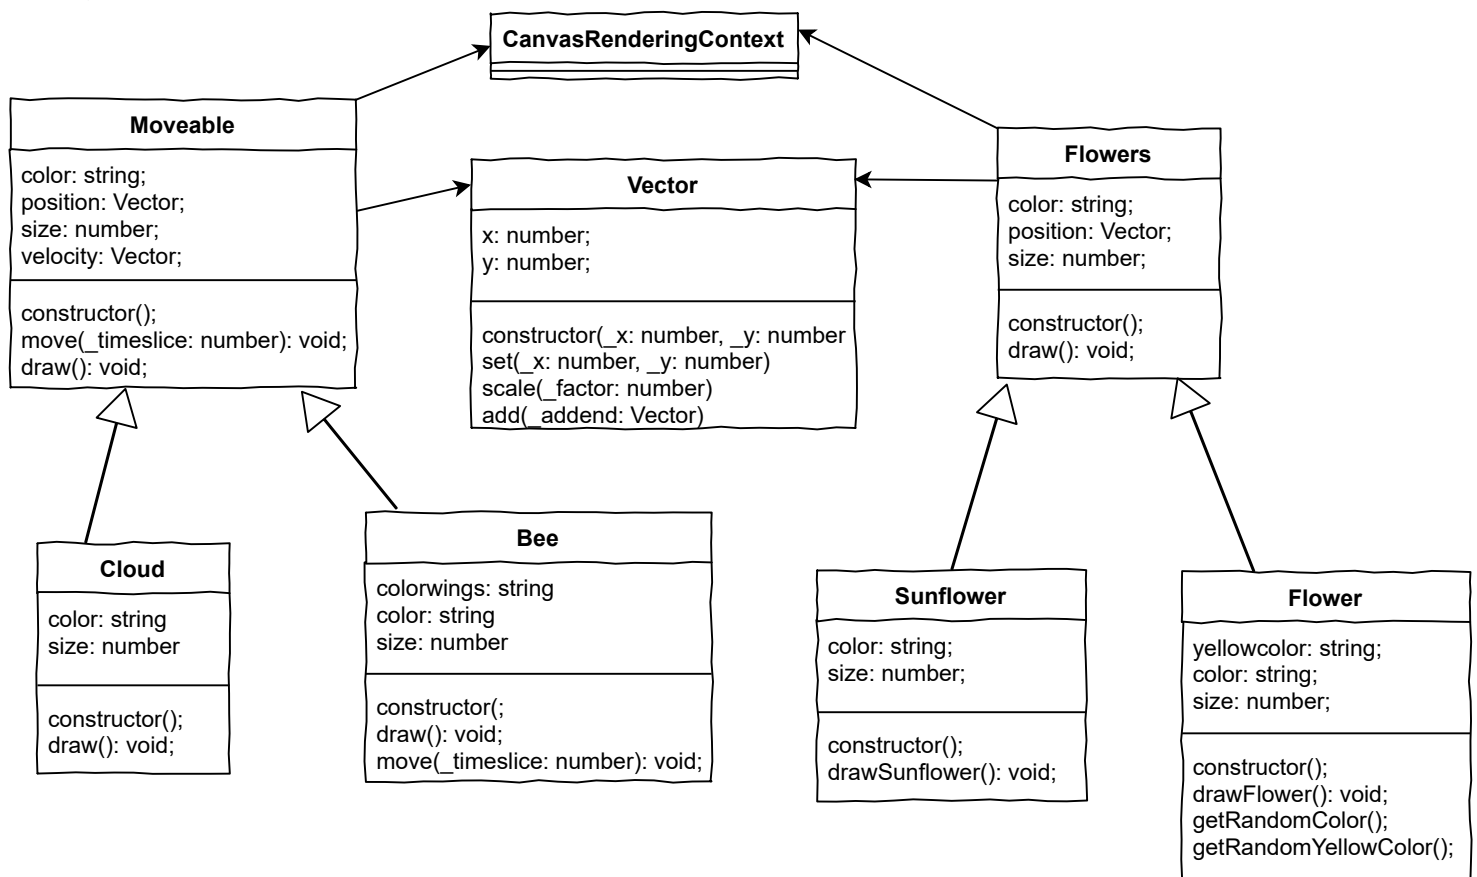 CanvasRenderingContext
Moveable
color: string;
position: Vector;
size: number;
velocity: Vector;
constructor();
move(_timeslice: number): void;
draw(): void;
Vector
x: number;
y: number;
constructor(_x: number, _y: number
set(_x: number, _y: number)
scale(_factor: number)
add(_addend: Vector)
Flowers
color: string;
position: Vector;
size: number;
constructor();
draw(): void;
Cloud
color: string
size: number
constructor();
draw(): void;
Bee
colorwings: string
color: string
size: number
constructor(;
draw(): void;
move(_timeslice: number): void;
Sunflower
color: string;
size: number;
constructor();
drawSunflower(): void;
Flower
yellowcolor: string;
color: string;
size: number;
constructor();
drawFlower(): void;
getRandomColor();
getRandomYellowColor();